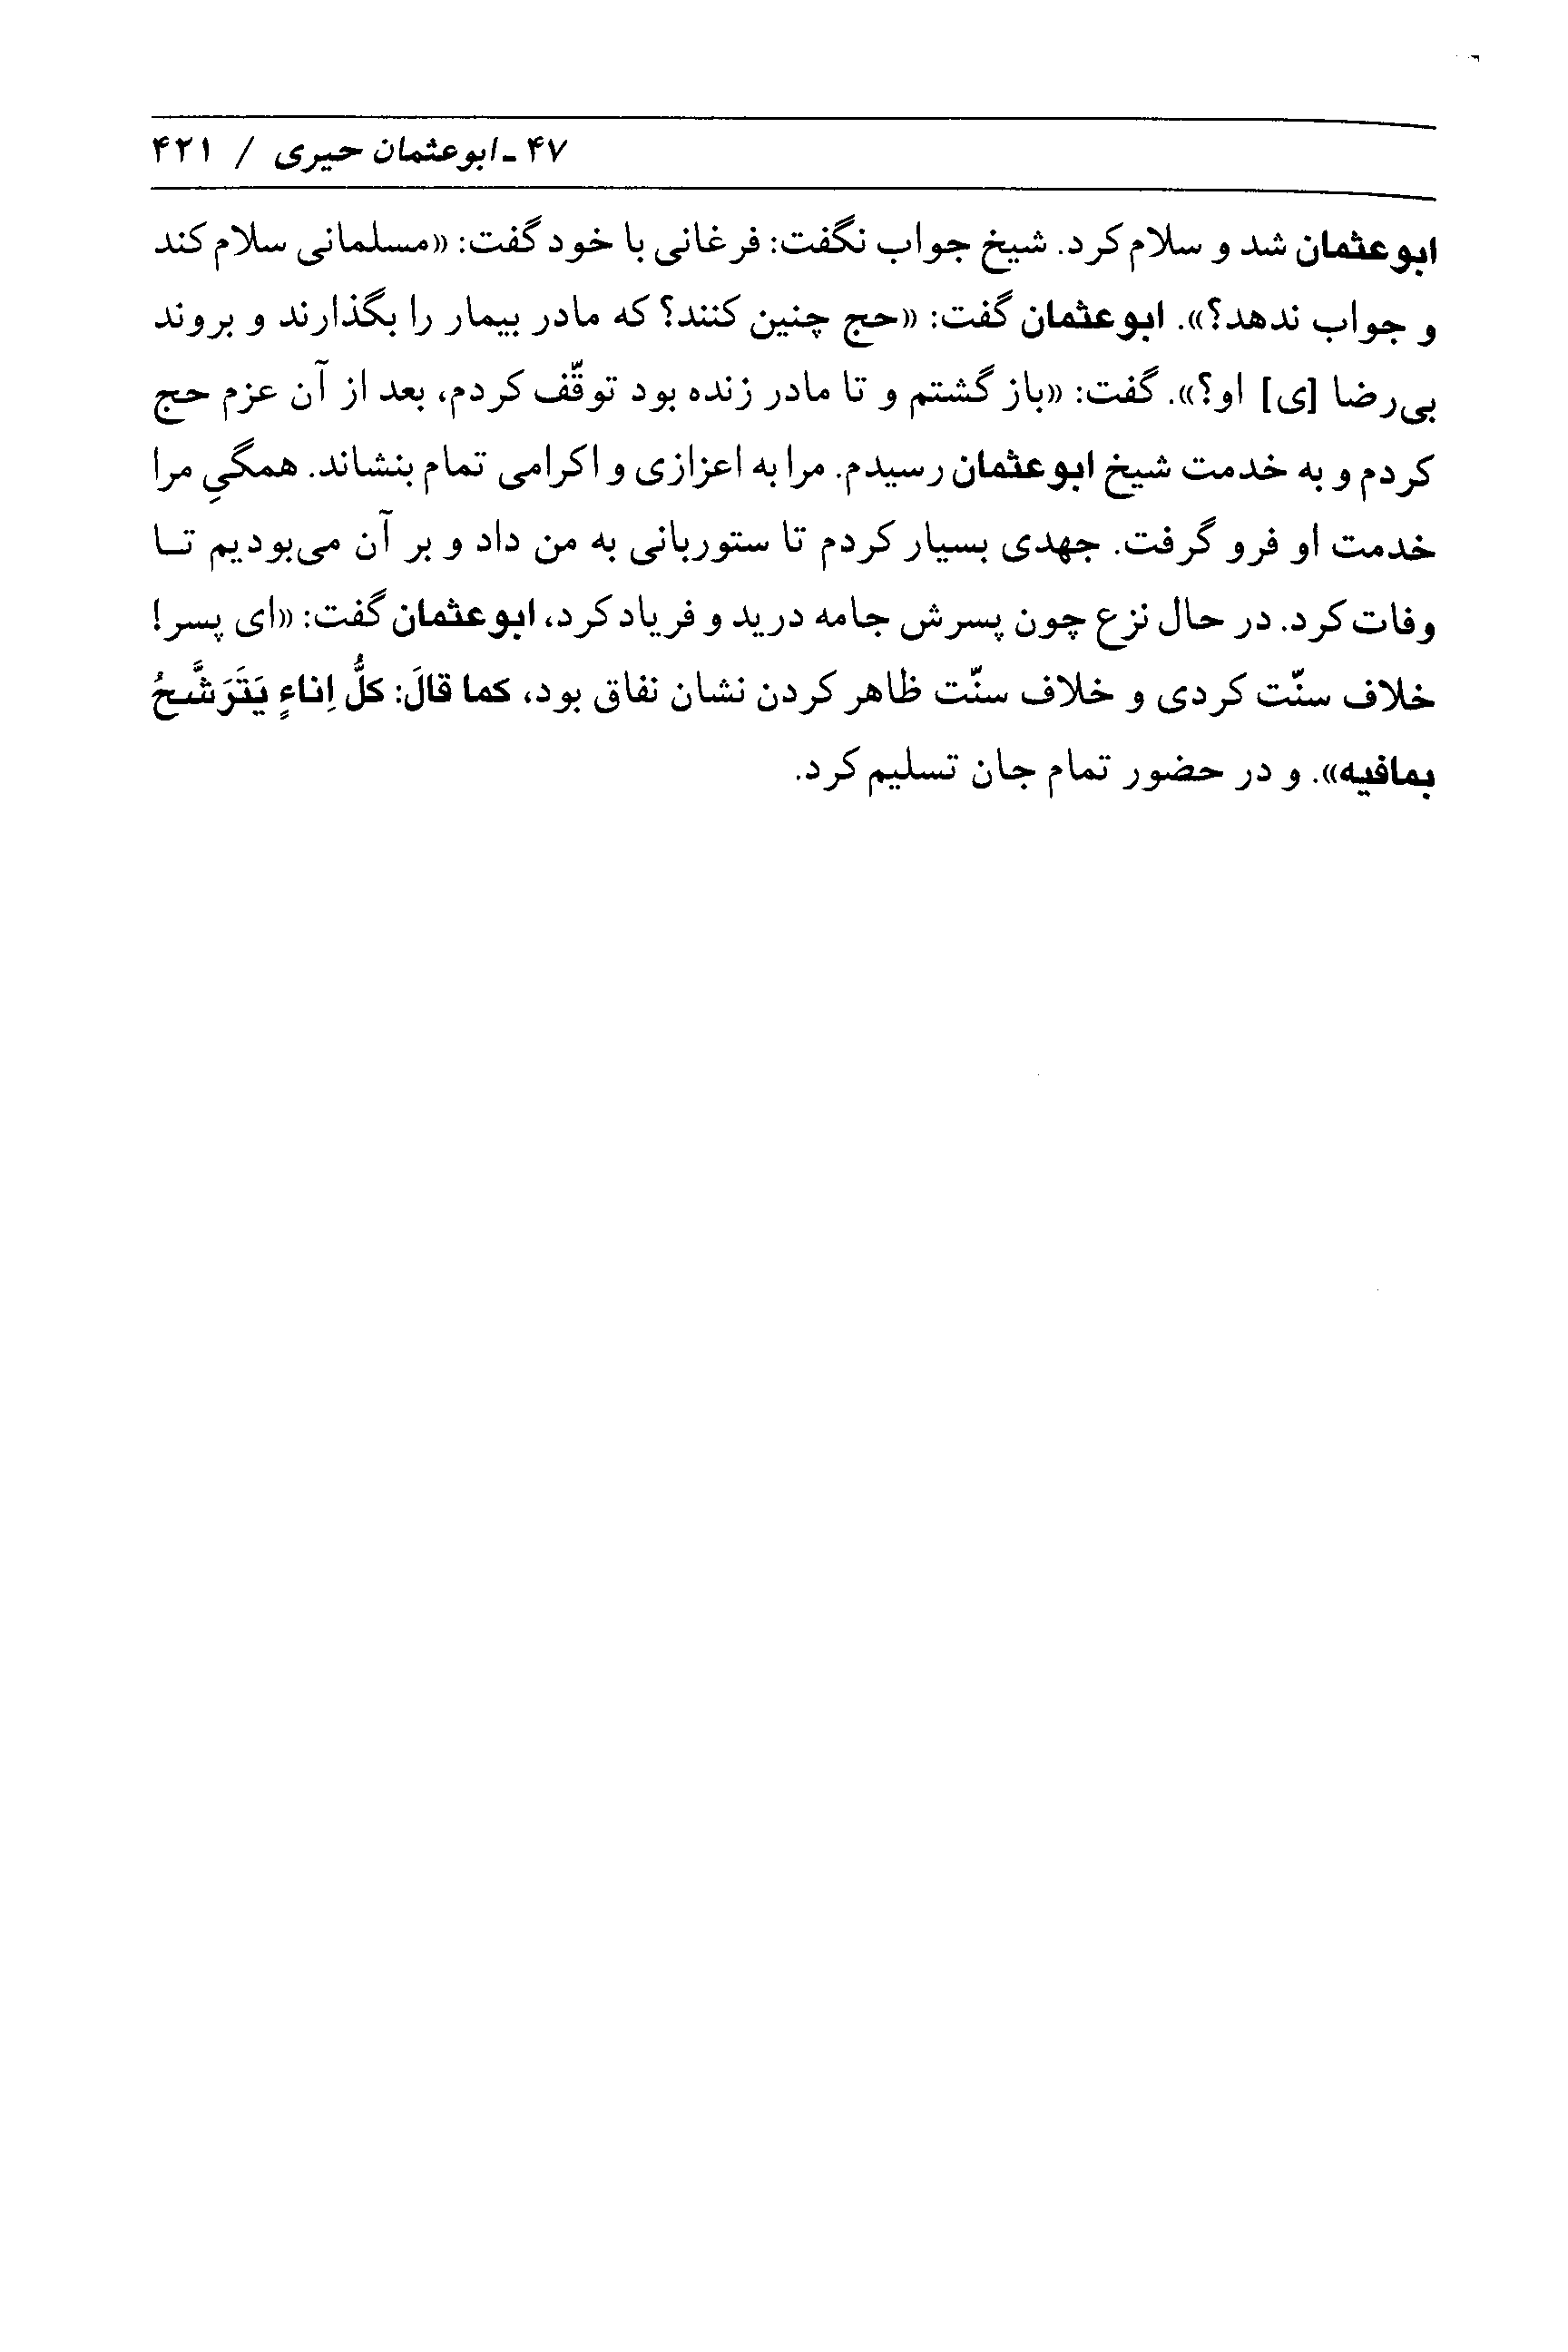 ۴۷ ـ ابوعثمان حیری / ۴۲۱
ابوعثمان شد و سلام کرد. شیخ جواب نگفت: فرغانی با خود گفت: «مسلمانی سلام کند
و جواب ندهد؟». ابوعثمان گفت: «حج چنین کنند؟ که مادر بیمار را بگذارند و بروند
بی‌رضا [ی] او؟». گفت: «باز گشتم و تا مادر زنده بود توقّف کردم، بعد از آن عزم حج
کردم و به خدمت شیخ ابوعثمان رسیدم. مرا به اعزازی و اکرامی تمام بنشاند. همگیِ مرا
خدمت او فرو گرفت. جهدی بسیار کردم تا ستوربانی به من داد و بر آن می‌بودیم تـا
وفات کرد. در حال نزع چون پسرش جامه درید و فریاد کرد، ابوعثمان گفت: «ای پسر!
خلاف سنّت کردی و خلاف سنّت ظاهر کردن نشان نفاق بود، کما قالَ: کلُّ اِناءٍ یَتَرَشَّحُ
بمافیه». و در حضور تمام جان تسلیم کرد.